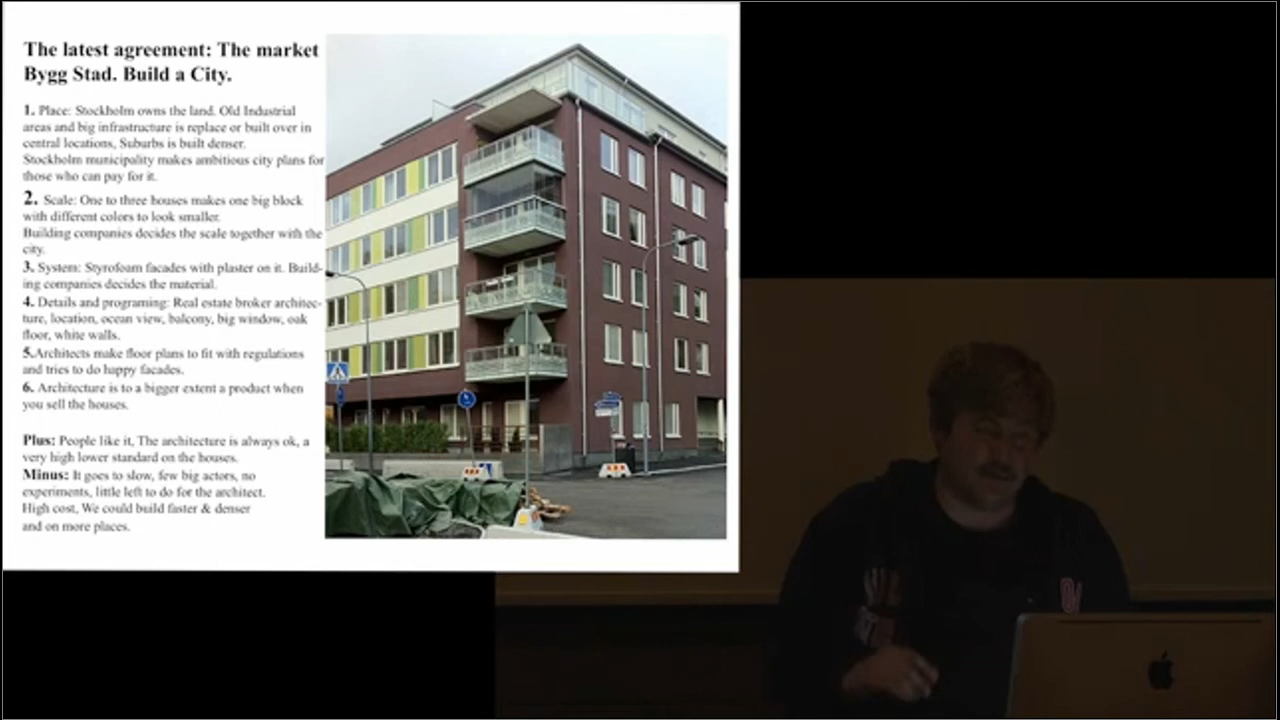 The latest agreement: The market
Bygg Stad. Build a City.
1. Place: Stockholm owns the land. Old Industrial
areas and big infrastructure is replace or built over in
central locations, Suburbs is built denser.
Stockholm municipality makes ambitious city plans for
those who can pay for it.
2. Scale: One to three houses makes one big block
with different colors to look smaller.
Building companies decides the scale together with the
city.
3. System: Styrofoam facades with plaster on it. Build-
ing companies decides the material.
4. Details and programing: Real estate broker architec-
ture, location, ocean view, balcony, big window, oak
floor, white walls.
5.Architects make floor plans to fit with regulations
and tries to do happy facades.
6. Architecture is to a bigger extent a product when
you sell the houses.
Plus: People like it, The architecture is always ok, a
very high lower standard on the houses.
Minus: It goes to slow, few big actors, no
experiments, little left to do for the architect.
High cost, We could build faster & denser
and on more places.